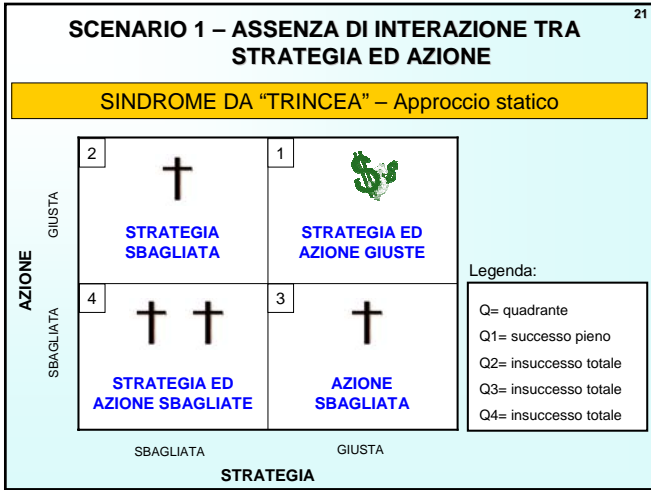 21
SCENARIO 1 – ASSENZA DI INTERAZIONE TRA
STRATEGIA ED AZIONE
SINDROME DA “TRINCEA” – Approccio statico
2
STRATEGIA
SBAGLIATA
1
$
STRATEGIA ED
AZIONE GIUSTE
4
STRATEGIA ED
AZIONE SBAGLIATE
3
AZIONE
SBAGLIATA
AZIONE
GIUSTA
SBAGLIATA
SBAGLIATA
GIUSTA
STRATEGIA
Legenda:
Q= quadrante
Q1= successo pieno
Q2= insuccesso totale
Q3= insuccesso totale
Q4= insuccesso totale